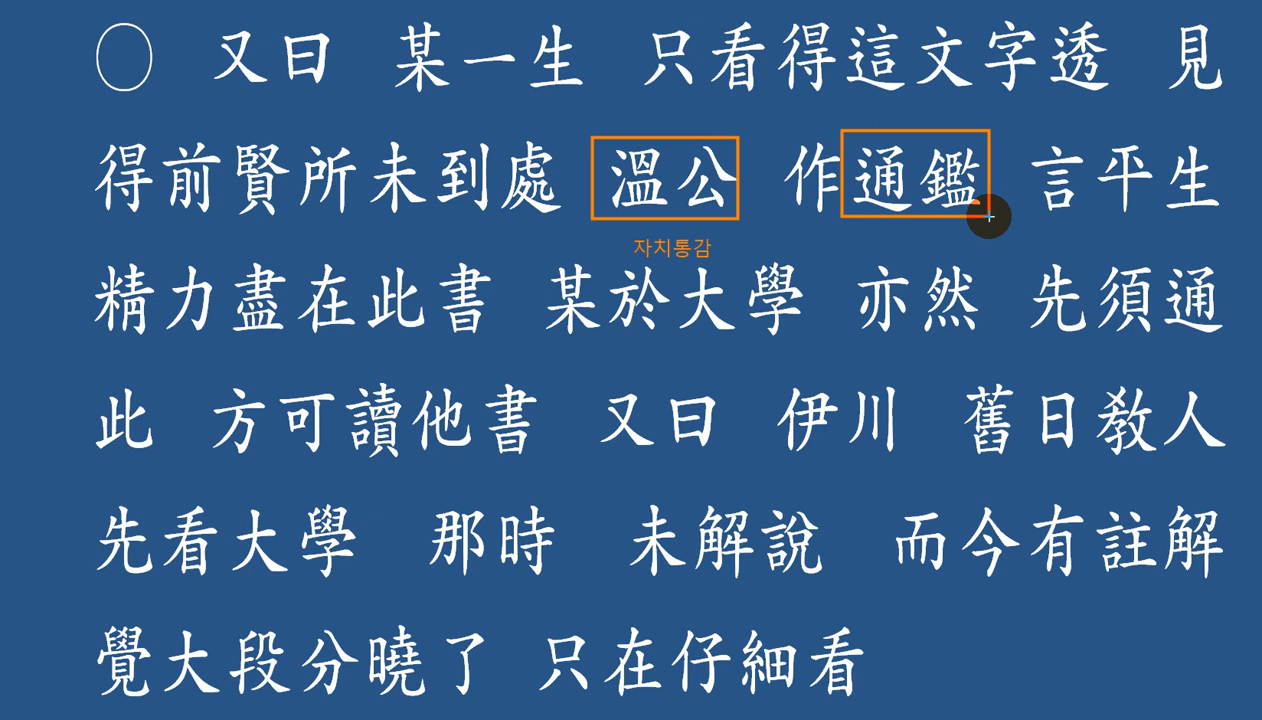 ○ 又曰 某一生 只看得這文字透 見
得前賢所未到處 溫公 作通鑑 言平生
자치통감
精力盡在此書 某於大學 亦然 先須通
此 方可讀他書 又曰 伊川 舊日敎人
先看大學 那時 未解說 而今有註解
覺大段分曉了 只在仔細看